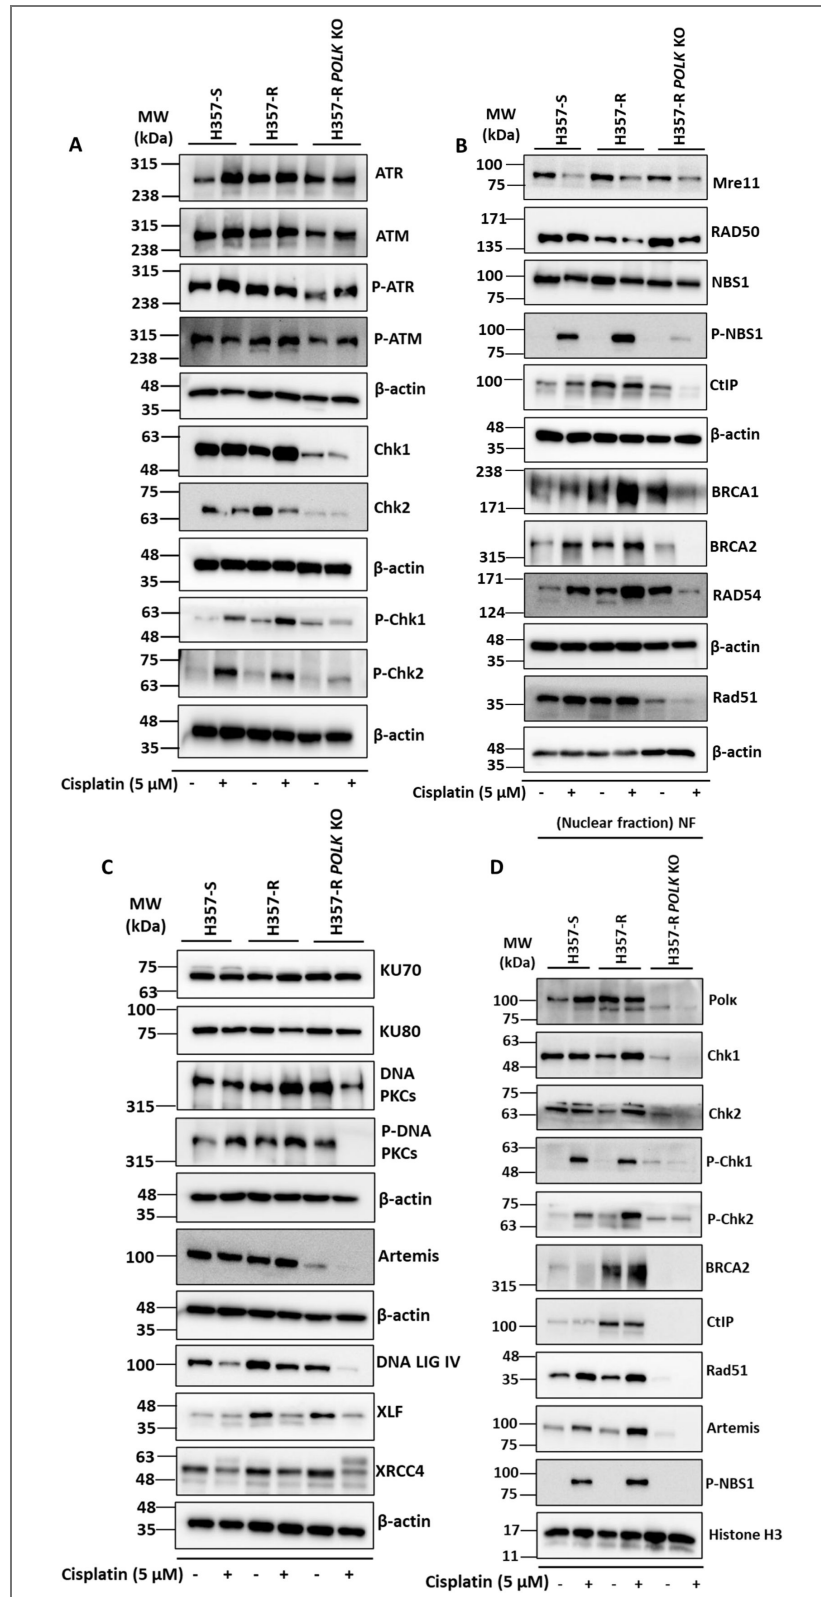 A
MW
(kDa)
H357-S
H357-R
H357-R POLK KO
315
238
ATR
315
238
ATM
315
238
P-ATR
315
238
P-ATM
48
35
β-actin
63
48
Chk1
75
63
Chk2
48
35
β-actin
63
48
P-Chk1
75
63
P-Chk2
48
35
β-actin
Cisplatin (5 µM) - + - + - +
B
MW
(kDa)
H357-S
H357-R
H357-R POLK KO
100
75
Mre11
171
135
RAD50
100
75
NBS1
100
75
P-NBS1
100
CtIP
48
35
β-actin
238
171
BRCA1
315
BRCA2
171
124
RAD54
48
35
β-actin
35
Rad51
48
35
β-actin
Cisplatin (5 µM) - + - + - +
C
MW
(kDa)
H357-S
H357-R
H357-R POLK KO
75
63
KU70
100
75
KU80
315
DNA
PKCs
315
P-DNA
PKCs
48
35
β-actin
100
Artemis
48
35
β-actin
100
DNA LIG IV
48
35
XLF
63
48
XRCC4
48
35
β-actin
Cisplatin (5 µM) - + - + - +
(Nuclear fraction) NF
D
MW
(kDa)
H357-S
H357-R
H357-R POLK KO
100
75
Polκ
63
48
Chk1
75
63
Chk2
63
48
P-Chk1
75
63
P-Chk2
315
BRCA2
100
CtIP
48
35
Rad51
100
75
Artemis
100
75
P-NBS1
17
11
Histone H3
Cisplatin (5 µM) - + - + - +